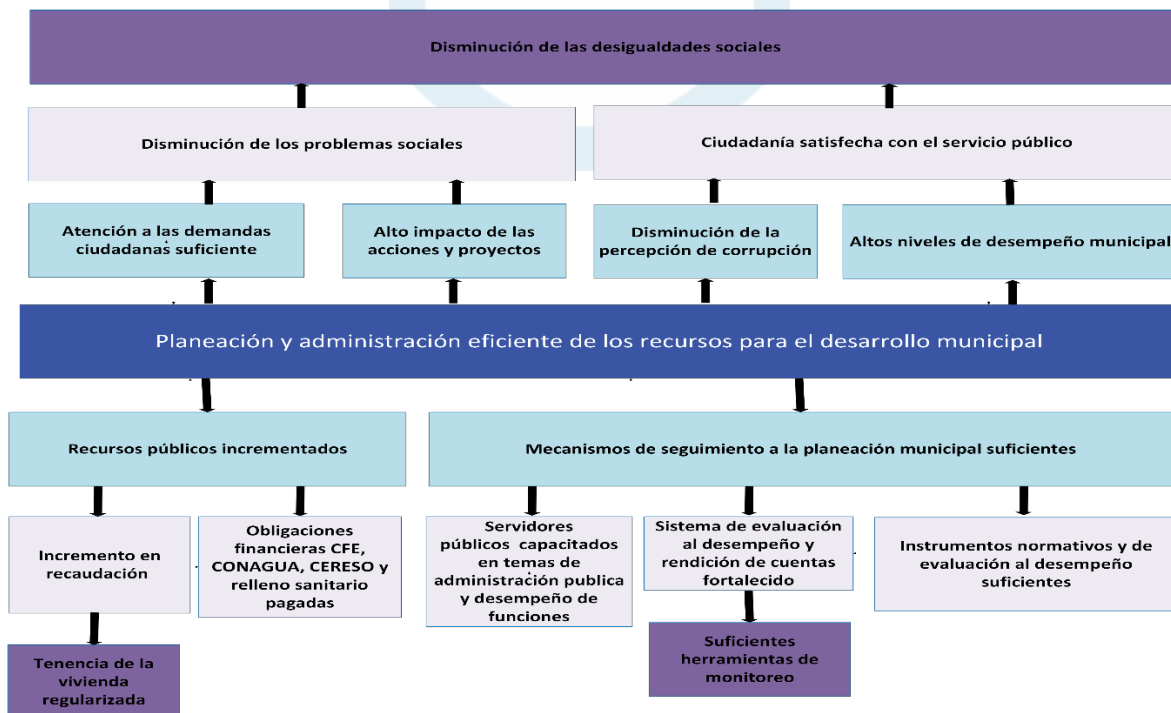 Disminución de las desigualdades sociales
Disminución de los problemas sociales
Ciudadanía satisfecha con el servicio público
Atención a las demandas
ciudadanas suficiente
Alto impacto de las
acciones y proyectos
Disminución de la
percepción de corrupción
Altos niveles de desempeño municipal
Planeación y administración eficiente de los recursos para el desarrollo municipal
Recursos públicos incrementados
Mecanismos de seguimiento a la planeación municipal suficientes
Incremento en
recaudación
Obligaciones
financieras CFE,
CONAGUA, CERESO y
relleno sanitario
pagadas
Servidores
públicos capacitados
en temas de
administración publica
y desempeño de
funciones
Sistema de evaluación
al desempeño y
rendición de cuentas
fortalecido
Instrumentos normativos y de
evaluación al desempeño
suficientes
Tenencia de la
vivienda
regularizada
Suficientes
herramientas de
monitoreo